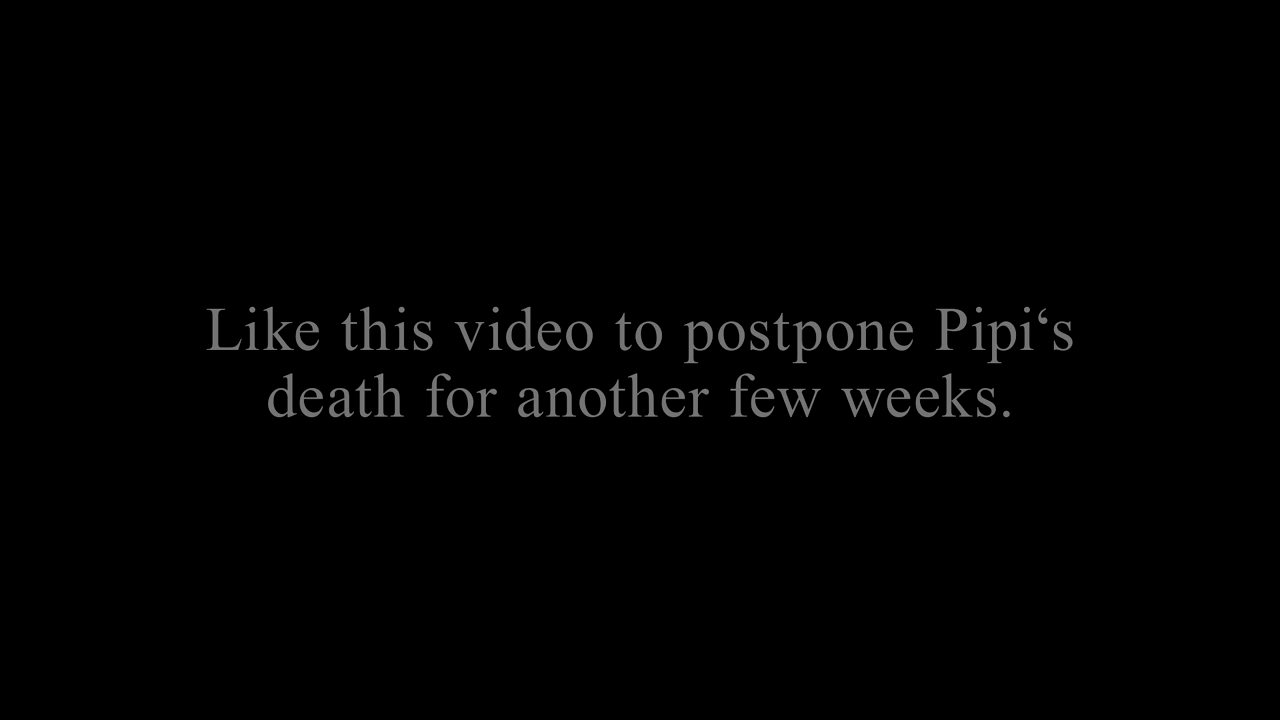 Like this video to postpone Pipi‘s
death for another few weeks.